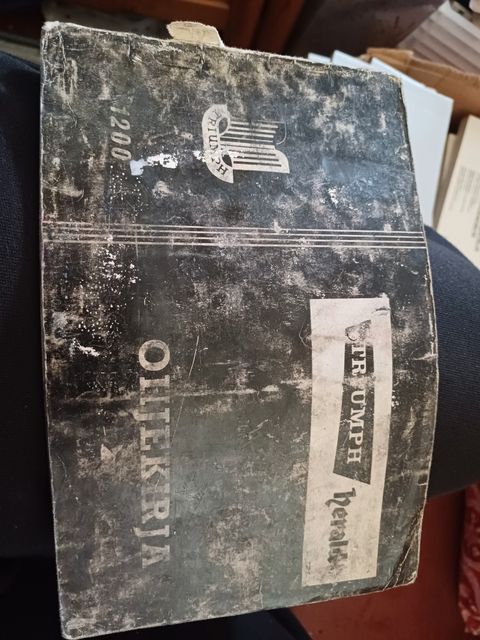 TRIUMPH
herald
TRIUMPH
1200
OHJEKIRJA